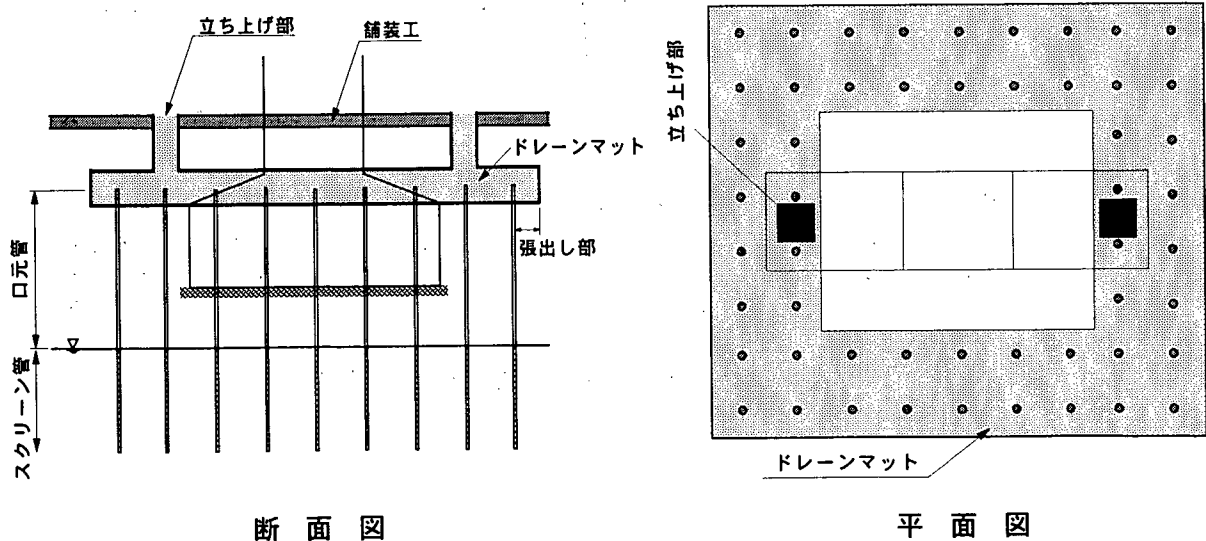 立ち上げ部
舗装工
ドレーンマット
張出し部
口元管
スクリーン管
断面図
立ち上げ部
ドレーンマット
平面図